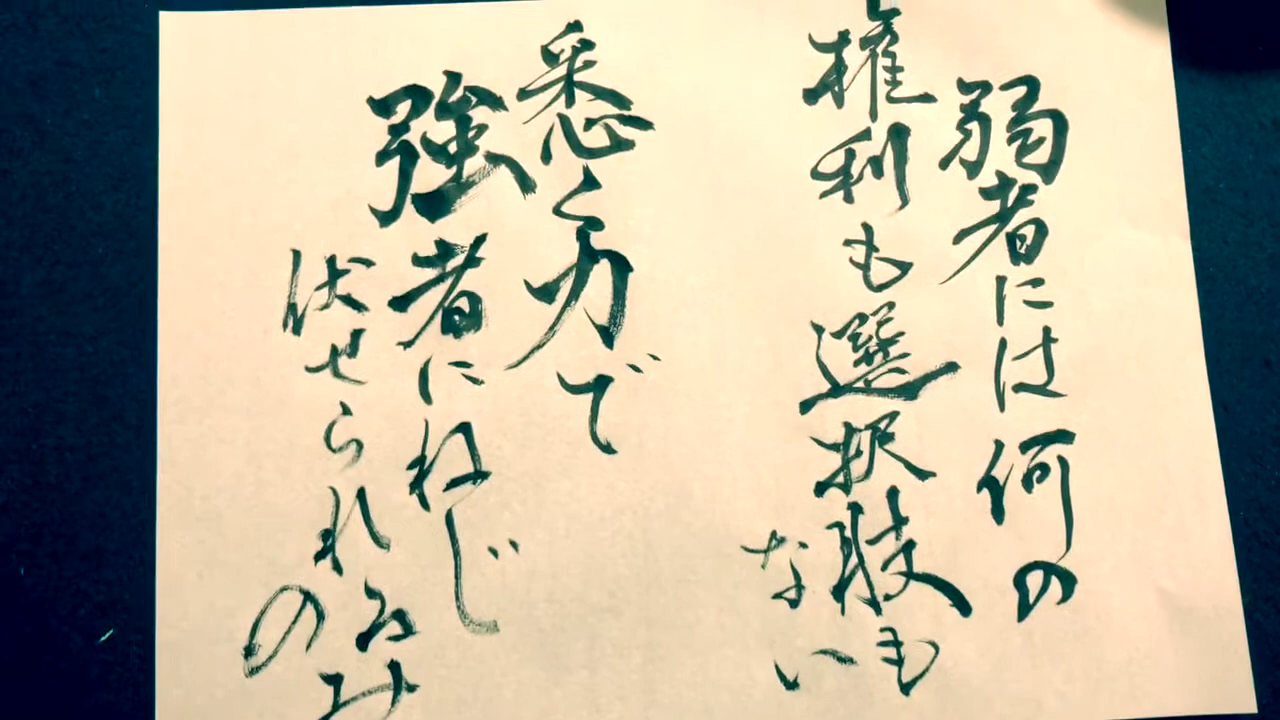 弱者には何の
権利も選択肢も
ない
悉く力で
強者にねじ
伏せられるのみ